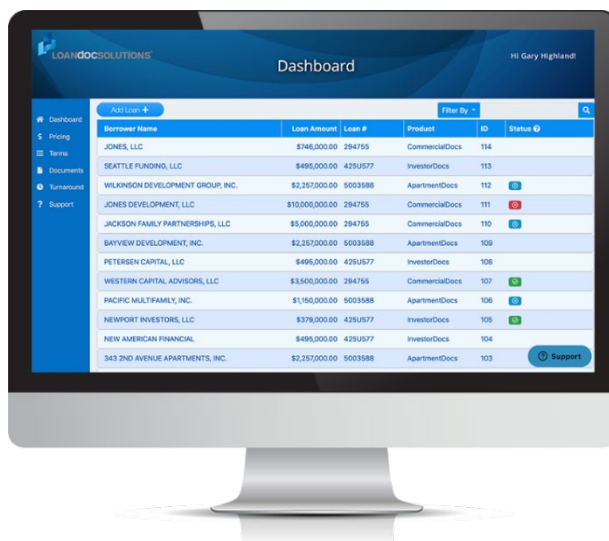 LOANDOCSOLUTIONS
Dashboard
Hi Gary Highland!
Dashboard
Pricing
Terms
Documents
Turnaround
Support
Add Loan +
Filter By
Borrower Name Loan Amount Loan # Product ID Status
JONES, LLC $746,000.00 294755 CommercialDocs 114
SEATTLE FUNDING, LLC $495,000.00 425U577 InvestorDocs 113
WILKINSON DEVELOPMENT GROUP, INC. $2,257,000.00 5003588 ApartmentDocs 112
JONES DEVELOPMENT, LLC $10,000,000.00 294755 CommercialDocs 111
JACKSON FAMILY PARTNERSHIPS, LLC $5,000,000.00 294755 CommercialDocs 110
BAYVIEW DEVELOPMENT, INC. $2,257,000.00 5003588 ApartmentDocs 109
PETERSEN CAPITAL, LLC $495,000.00 425U577 InvestorDocs 108
WESTERN CAPITAL ADVISORS, LLC $3,500,000.00 294755 CommercialDocs 107
PACIFIC MULTIFAMILY, INC. $1,150,000.00 5003588 ApartmentDocs 106
NEWPORT INVESTORS, LLC $379,000.00 425U577 InvestorDocs 105
NEW AMERICAN FINANCIAL $495,000.00 425U577 InvestorDocs 104
343 2ND AVENUE APARTMENTS, INC. $2,257,000.00 5003588 ApartmentDocs 103
Support